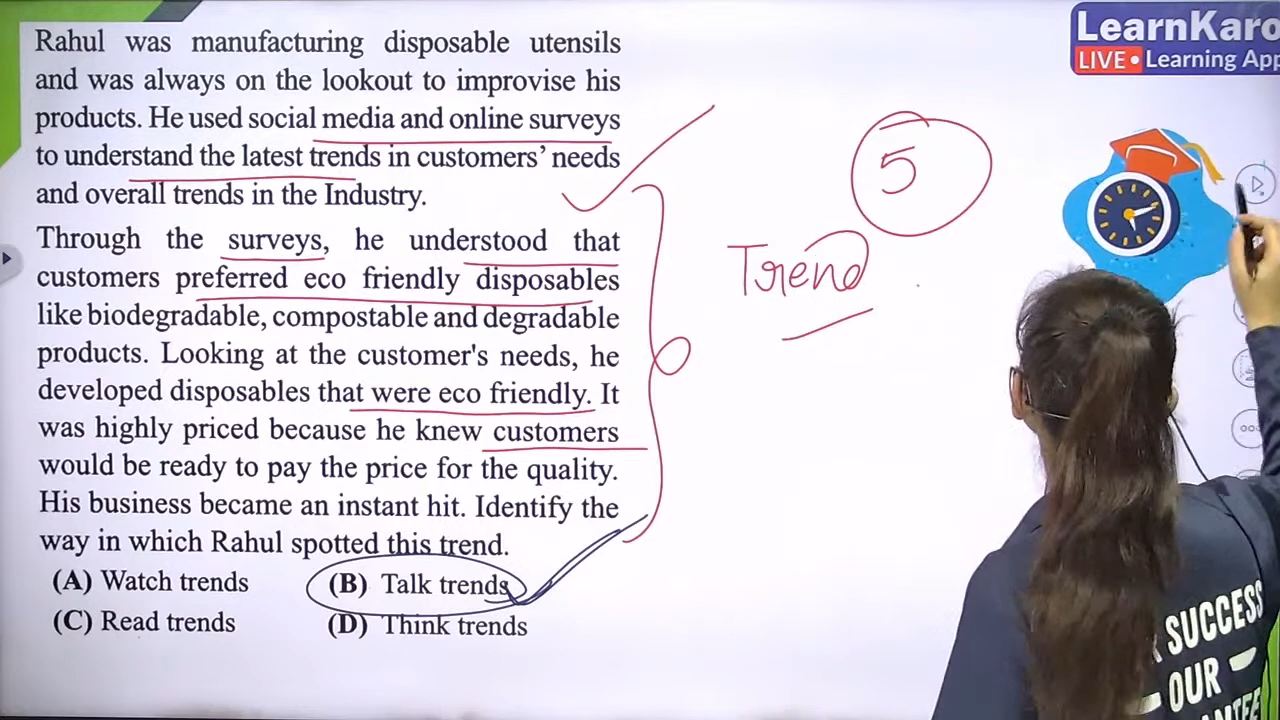 Rahul was manufacturing disposable utensils
and was always on the lookout to improvise his
products. He used social media and online surveys
to understand the latest trends in customers' needs
and overall trends in the Industry.
Through the surveys, he understood that
customers preferred eco friendly disposables
like biodegradable, compostable and degradable
products. Looking at the customer's needs, he
developed disposables that were eco friendly. It
was highly priced because he knew customers
would be ready to pay the price for the quality.
His business became an instant hit. Identify the
way in which Rahul spotted this trend.
(A) Watch trends (B) Talk trends
(C) Read trends (D) Think trends
5
Trend
LearnKaro
LIVE • Learning App
SUCCESS
OUR